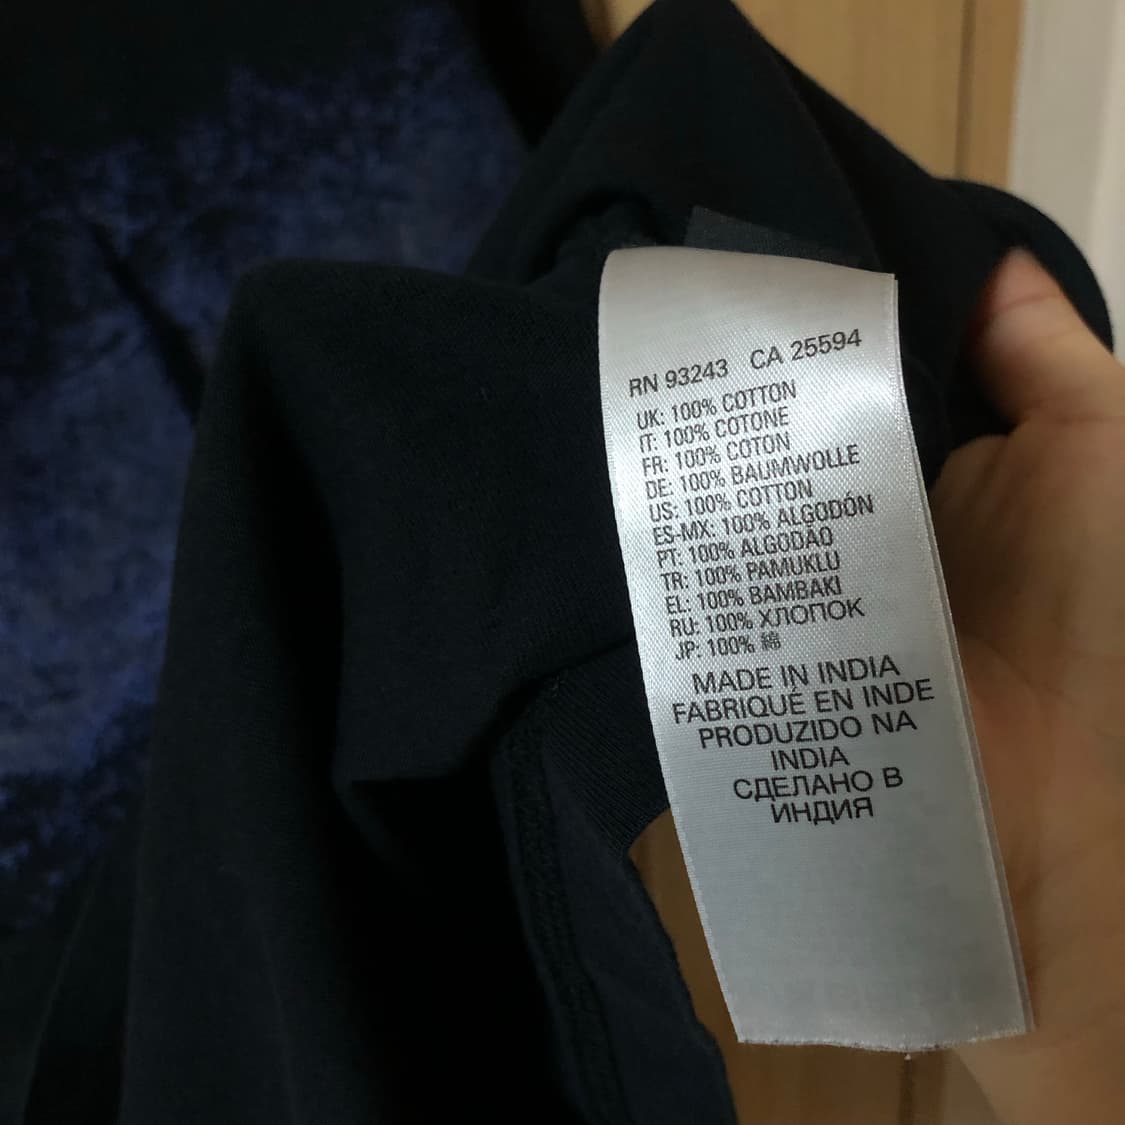 RN 93243 CA 25594
UK: 100% COTTON
IT: 100% COTONE
FR: 100% COTON
DE: 100% BAUMWOLLE
US: 100% COTTON
ES-MX: 100% ALGODÓN
PT: 100% ALGODÃO
TR: 100% PAMUKLU
EL: 100% BAMBAKI
RU: 100% ХЛОПОК
JP: 100% 綿
MADE IN INDIA
FABRIQUÉ EN INDE
PRODUZIDO NA
INDIA
СДЕЛАНО В
ИНДИЯ